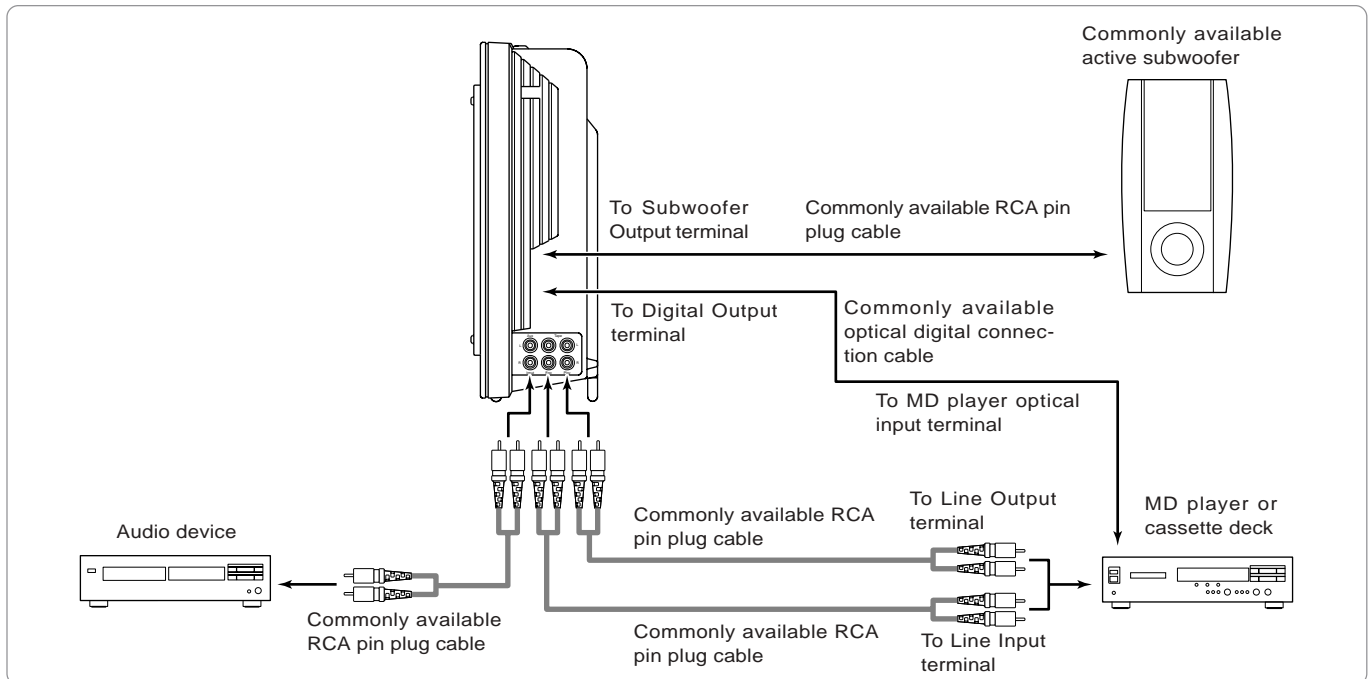 Commonly available
active subwoofer
To Subwoofer
Output terminal
Commonly available RCA pin
plug cable
To Digital Output
terminal
Commonly available
optical digital connec-
tion cable
To MD player optical
input terminal
Audio device
Commonly available
RCA pin plug cable
Commonly available RCA
pin plug cable
To Line Output
terminal
MD player or
cassette deck
Commonly available RCA
pin plug cable
To Line Input
terminal